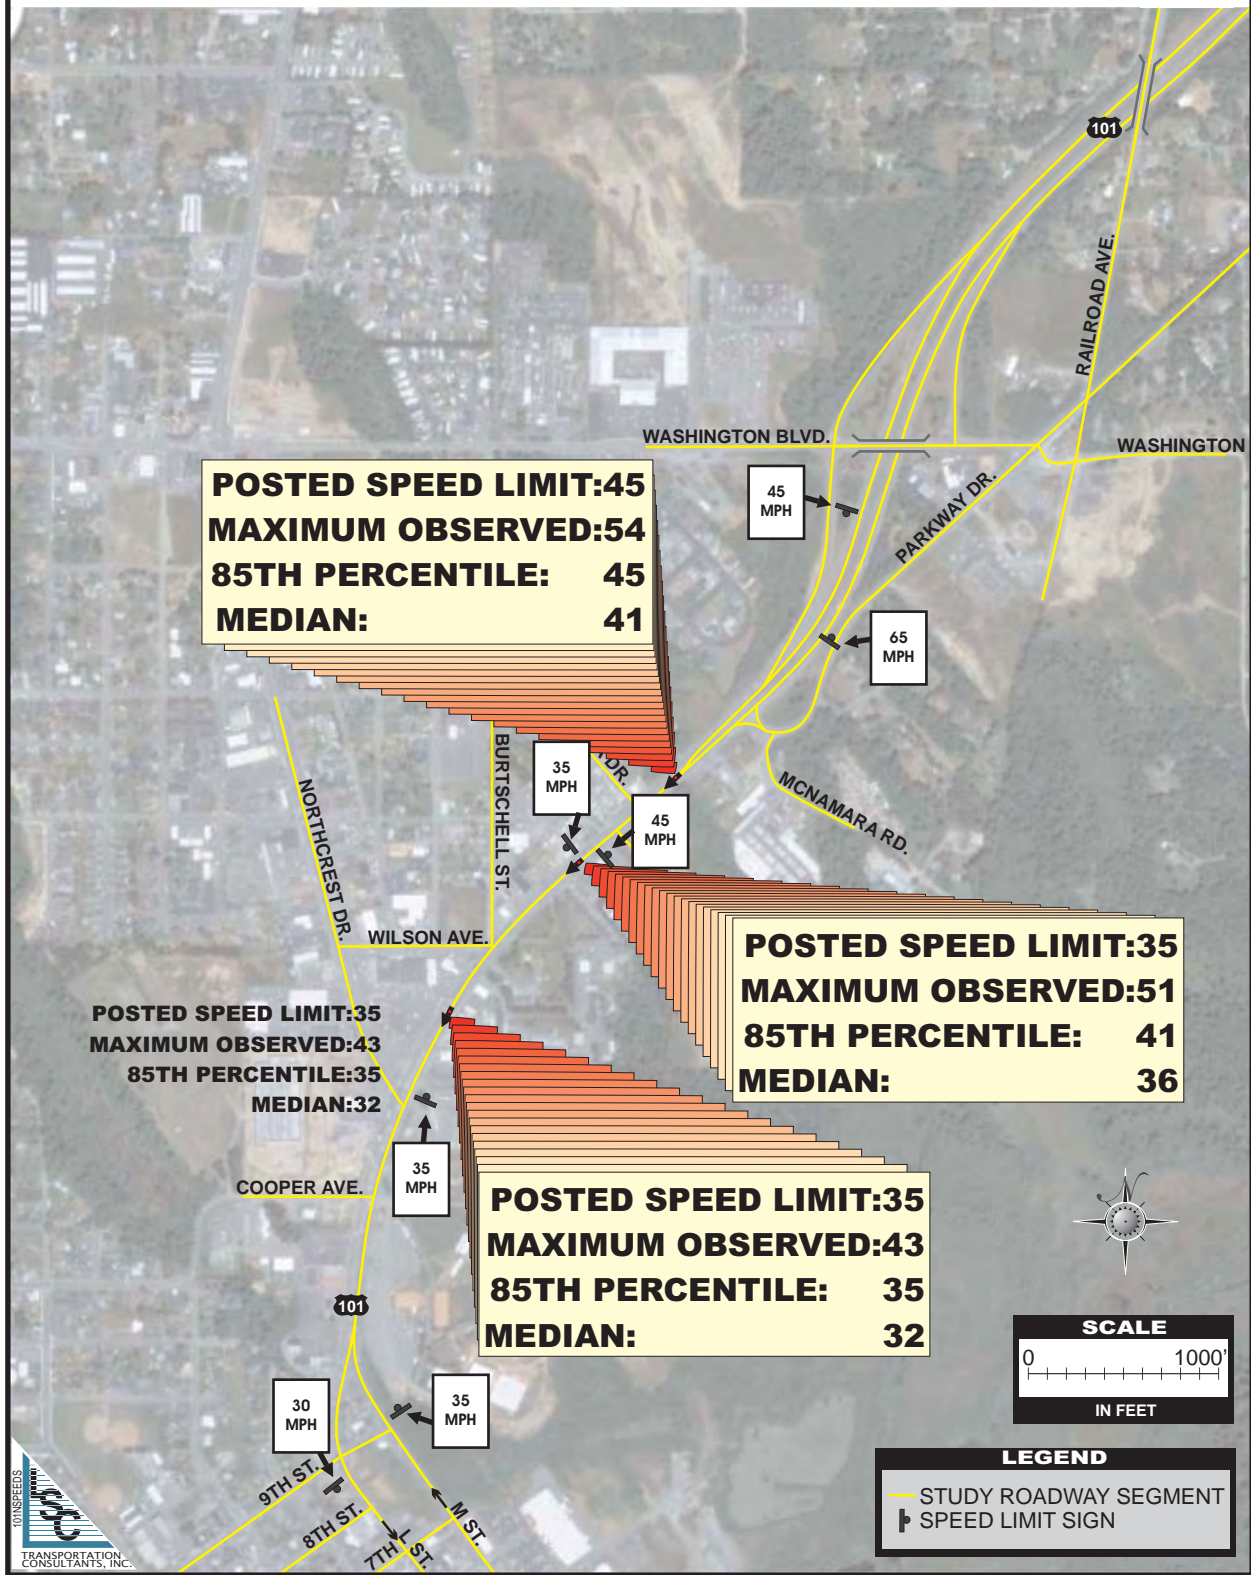 101
RAILROAD AVE.
WASHINGTON BLVD.
WASHINGTON
POSTED SPEED LIMIT:45
MAXIMUM OBSERVED:54
85TH PERCENTILE: 45
MEDIAN: 41
45
MPH
PARKWAY DR.
65
MPH
BURTSCHELL ST.
35
MPH
DR.
45
MPH
MCNAMARA RD.
NORTHCREST DR.
WILSON AVE.
POSTED SPEED LIMIT:35
MAXIMUM OBSERVED:51
85TH PERCENTILE: 41
MEDIAN: 36
POSTED SPEED LIMIT:35
MAXIMUM OBSERVED:43
85TH PERCENTILE:35
MEDIAN:32
35
MPH
COOPER AVE.
POSTED SPEED LIMIT:35
MAXIMUM OBSERVED:43
85TH PERCENTILE: 35
MEDIAN: 32
101
SCALE
0 1000'
IN FEET
30
MPH
35
MPH
9TH ST.
8TH ST.
7TH
L ST.
M ST.
LEGEND
STUDY ROADWAY SEGMENT
SPEED LIMIT SIGN
101NSPEEDS
LSC
TRANSPORTATION
CONSULTANTS, INC.